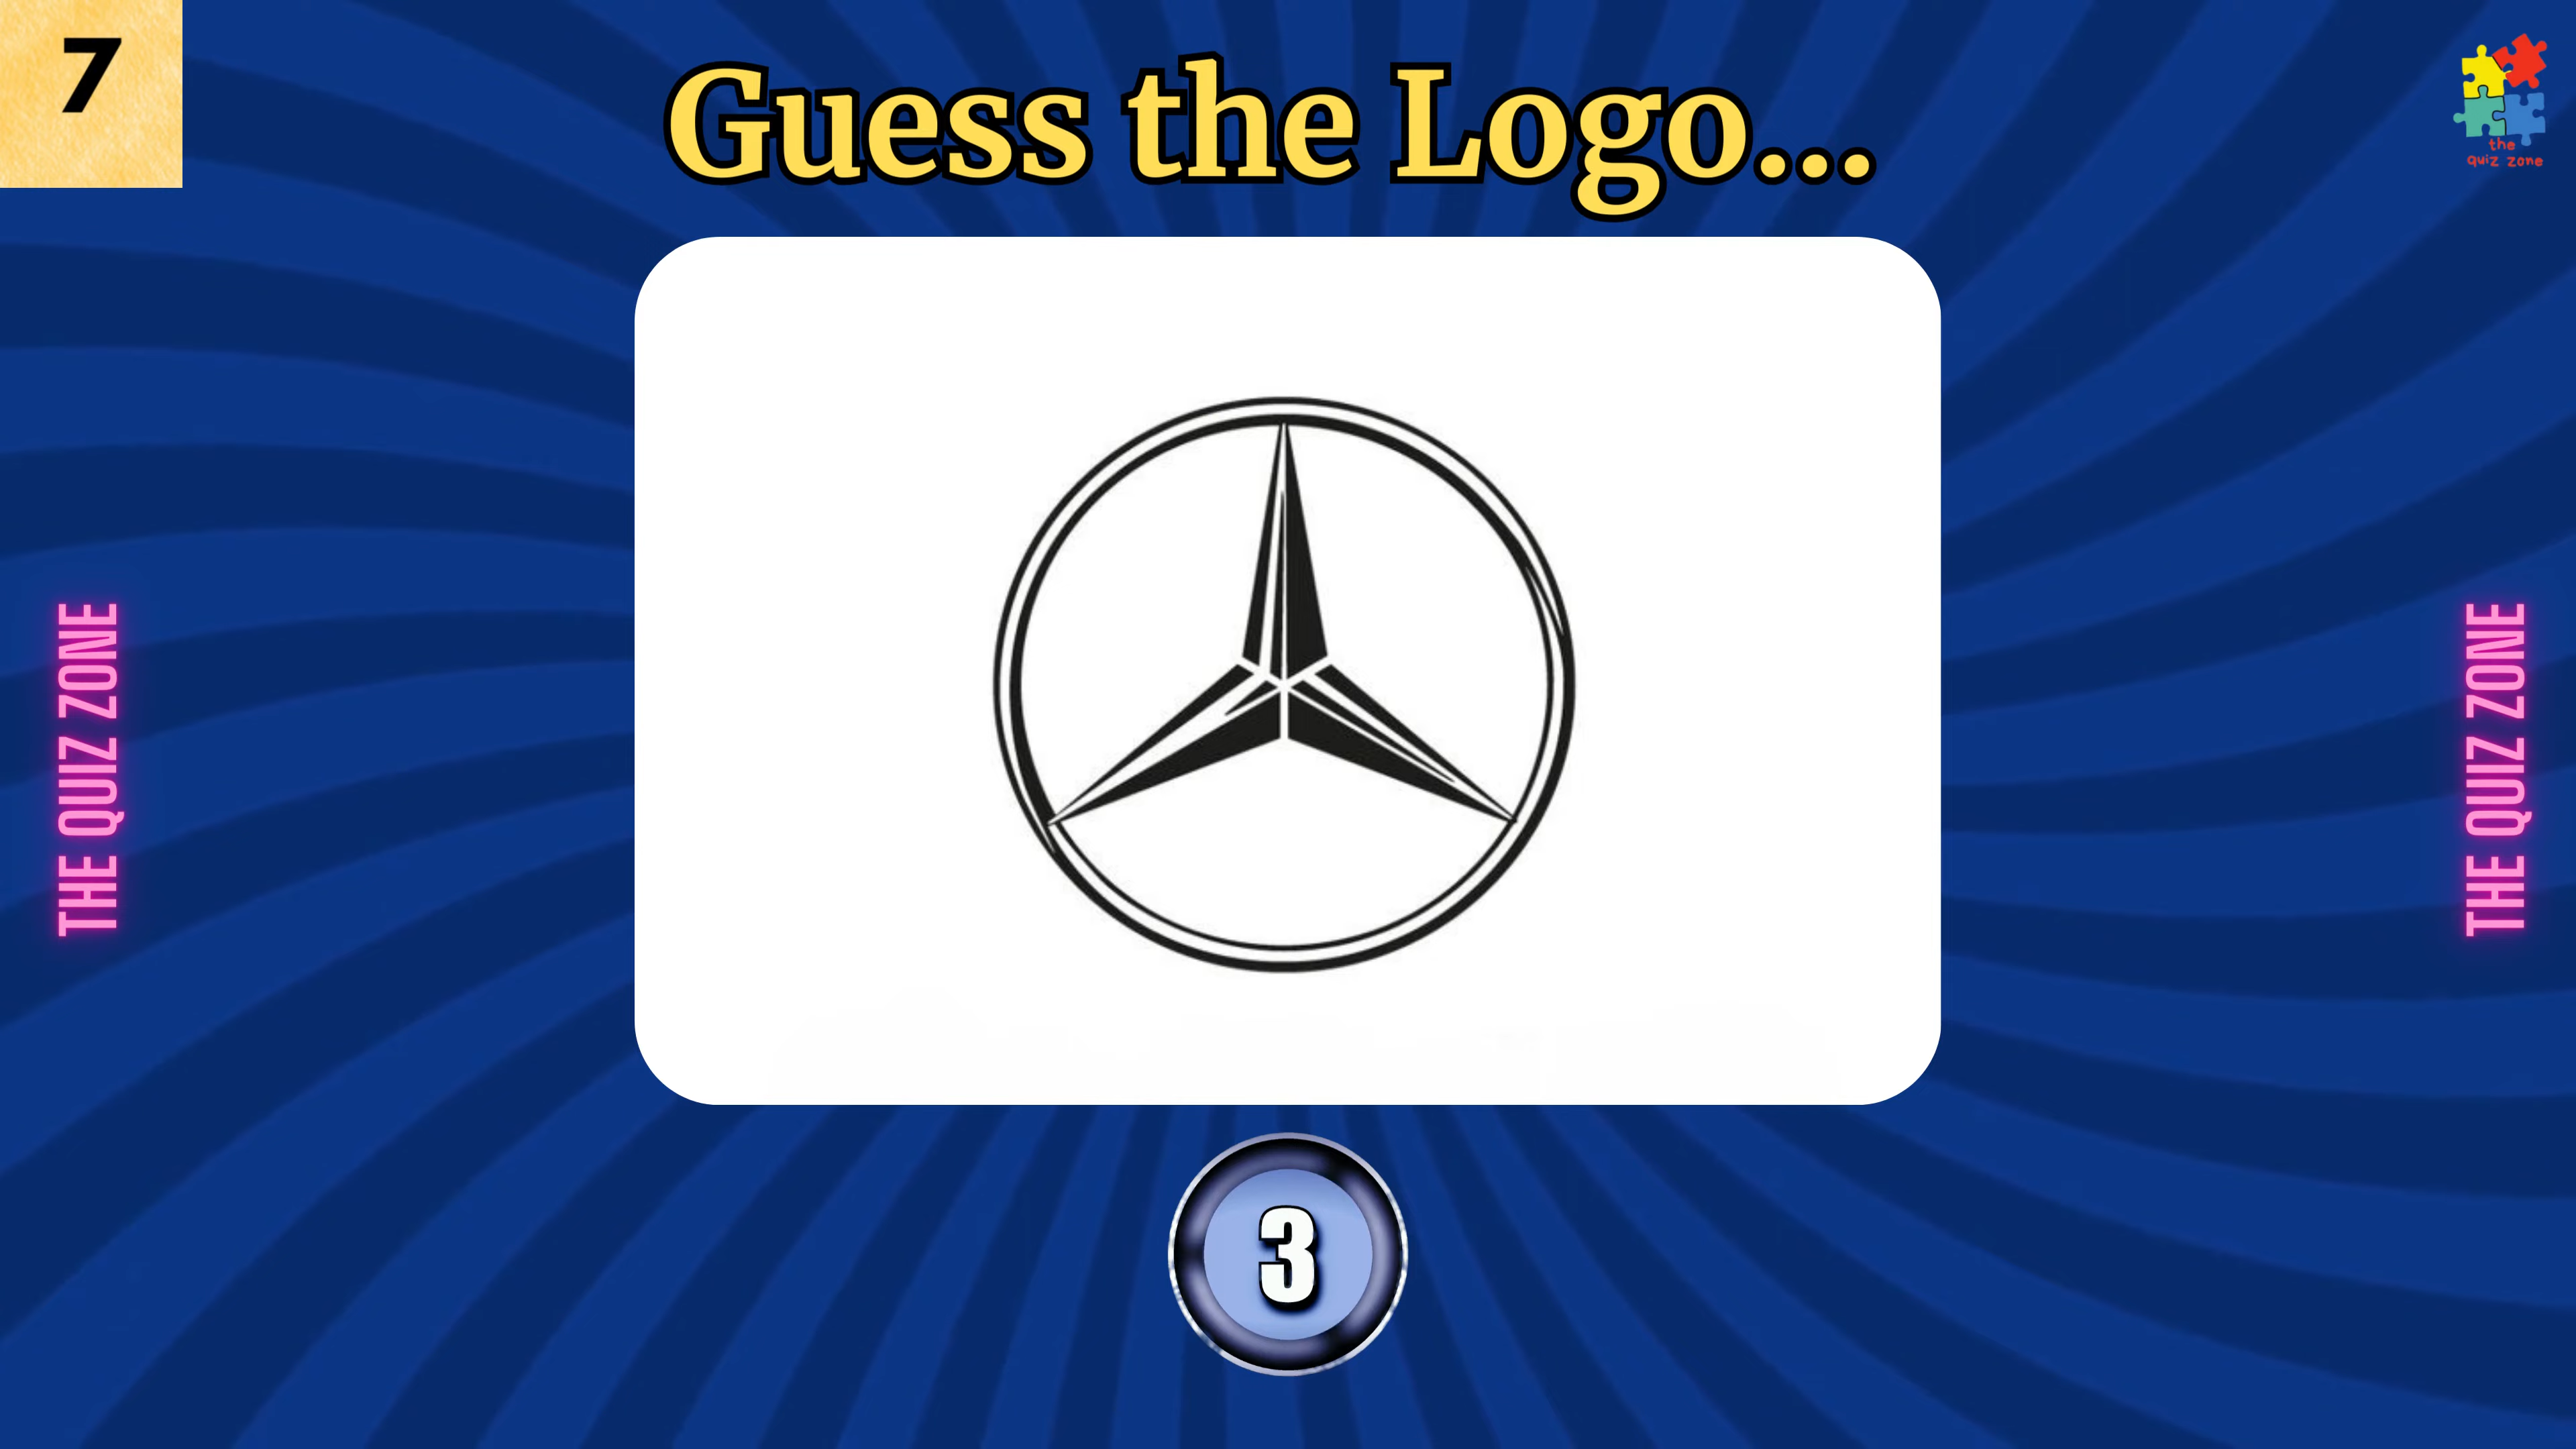 7
Guess the Logo...
the
quiz zone
THE QUIZ ZONE
THE QUIZ ZONE
3